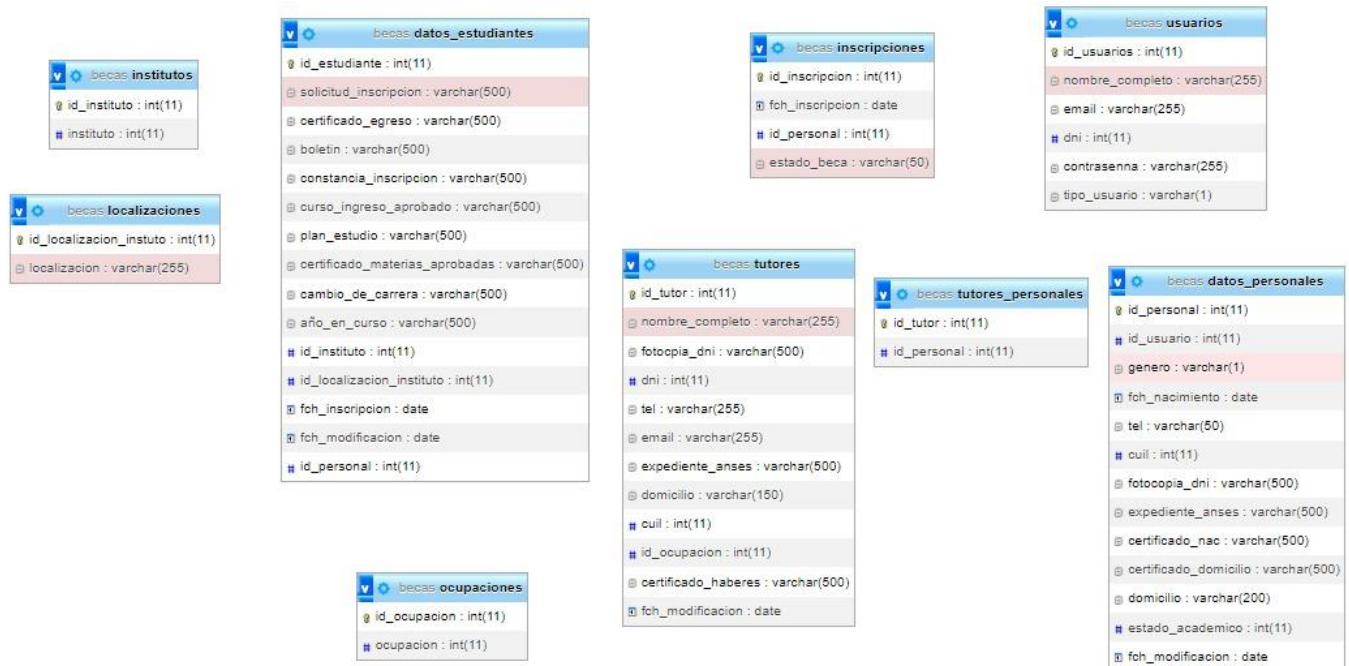 becas institutos
id_instituto : int(11)
instituto : int(11)
becas localizaciones
id_localizacion_instuto : int(11)
localizacion : varchar(255)
becas datos_estudiantes
id_estudiante : int(11)
solicitud_inscripcion : varchar(500)
certificado_egreso : varchar(500)
boletin : varchar(500)
constancia_inscripcion : varchar(500)
curso_ingreso_aprobado : varchar(500)
plan_estudio : varchar(500)
certificado_materias_aprobadas : varchar(500)
cambio_de_carrera : varchar(500)
año_en_curso : varchar(500)
id_instituto : int(11)
id_localizacion_instituto : int(11)
fch_inscripcion : date
fch_modificacion : date
id_personal : int(11)
becas ocupaciones
id_ocupacion : int(11)
ocupacion : int(11)
becas inscripciones
id_inscripcion : int(11)
fch_inscripcion : date
id_personal : int(11)
estado_beca : varchar(50)
becas tutores
id_tutor : int(11)
nombre_completo : varchar(255)
fotocpia_dni : varchar(500)
dni : int(11)
tel : varchar(255)
email : varchar(255)
expediente_anses : varchar(500)
domicilio : varchar(150)
cuil : int(11)
id_ocupacion : int(11)
certificado_haberes : varchar(500)
fch_modificacion : date
becas tutores_personales
id_tutor : int(11)
id_personal : int(11)
becas usuarios
id_usuarios : int(11)
nombre_completo : varchar(255)
email : varchar(255)
dni : int(11)
contrasenna : varchar(255)
tipo_usuario : varchar(1)
becas datos_personales
id_personal : int(11)
id_usuario : int(11)
genero : varchar(1)
fch_nacimiento : date
tel : varchar(50)
cuil : int(11)
fotocopia_dni : varchar(500)
expediente_anses : varchar(500)
certificado_nac : varchar(500)
certificado_domicilio : varchar(500)
domicilio : varchar(200)
estado_academico : int(11)
fch_modificacion : date